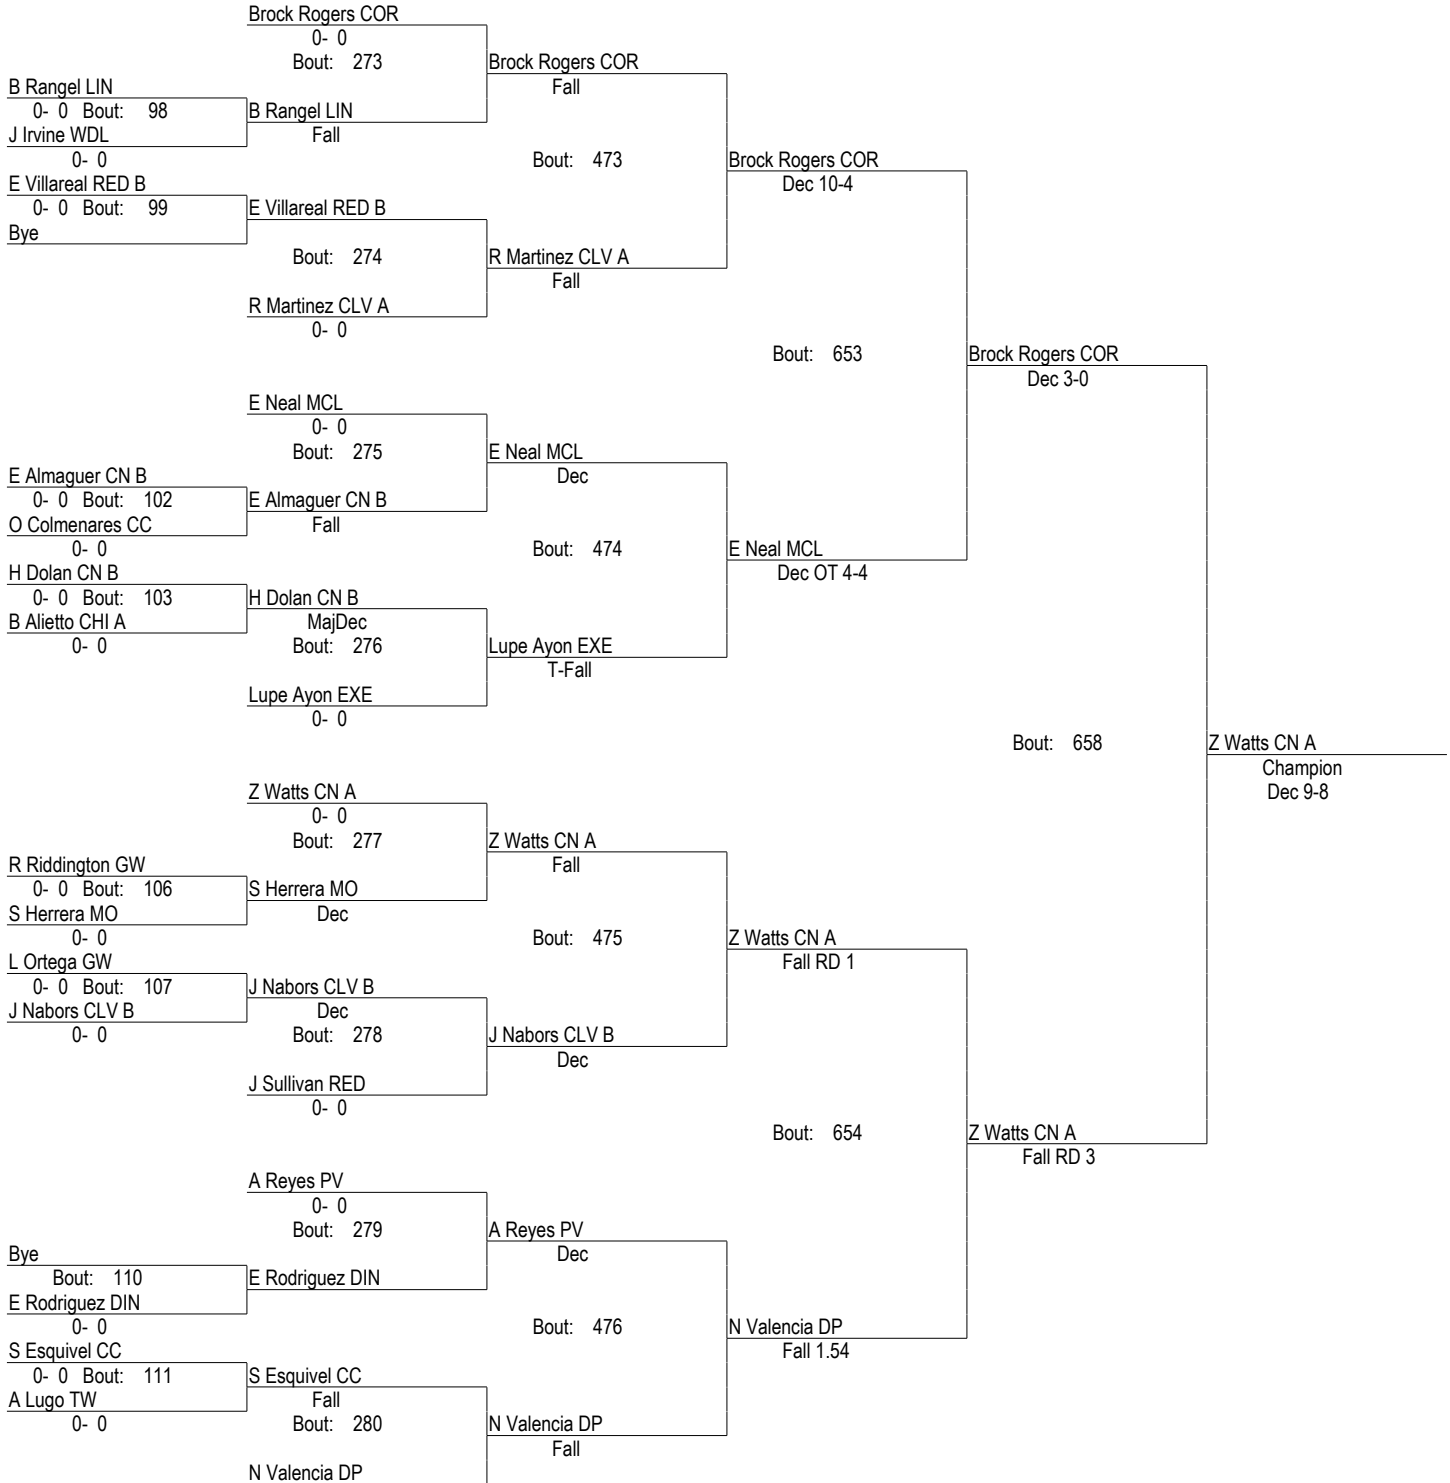 Brock Rogers COR
0- 0
Bout: 273 Brock Rogers COR
B Rangel LIN Fall
0- 0 Bout: 98 B Rangel LIN
J Irvine WDL Fall
0- 0 Bout: 473 Brock Rogers COR
E Villareal RED B Dec 10-4
0- 0 Bout: 99 E Villareal RED B
Bye
Bout: 274 R Martinez CLV A
Fall
R Martinez CLV A
0- 0
Bout: 653 Brock Rogers COR
Dec 3-0
E Neal MCL
0- 0
Bout: 275 E Neal MCL
E Almaguer CN B Dec
0- 0 Bout: 102 E Almaguer CN B
O Colmenares CC Fall
0- 0 Bout: 474 E Neal MCL
H Dolan CN B Dec OT 4-4
0- 0 Bout: 103 H Dolan CN B
B Alietto CHI A MajDec
0- 0 Bout: 276 Lupe Ayon EXE
T-Fall
Lupe Ayon EXE
0- 0
Bout: 658 Z Watts CN A
Champion
Z Watts CN A Dec 9-8
0- 0
Bout: 277 Z Watts CN A
R Riddington GW Fall
0- 0 Bout: 106 S Herrera MO
S Herrera MO Dec
0- 0 Bout: 475 Z Watts CN A
L Ortega GW Fall RD 1
0- 0 Bout: 107 J Nabors CLV B
J Nabors CLV B Dec
0- 0 Bout: 278 J Nabors CLV B
Dec
J Sullivan RED
0- 0
Bout: 654 Z Watts CN A
Fall RD 3
A Reyes PV
0- 0
Bout: 279 A Reyes PV
Bye Dec
Bout: 110 E Rodriguez DIN
E Rodriguez DIN
0- 0 Bout: 476 N Valencia DP
S Esquivel CC Fall 1.54
0- 0 Bout: 111 S Esquivel CC
A Lugo TW Fall
0- 0 Bout: 280 N Valencia DP
Fall
N Valencia DP